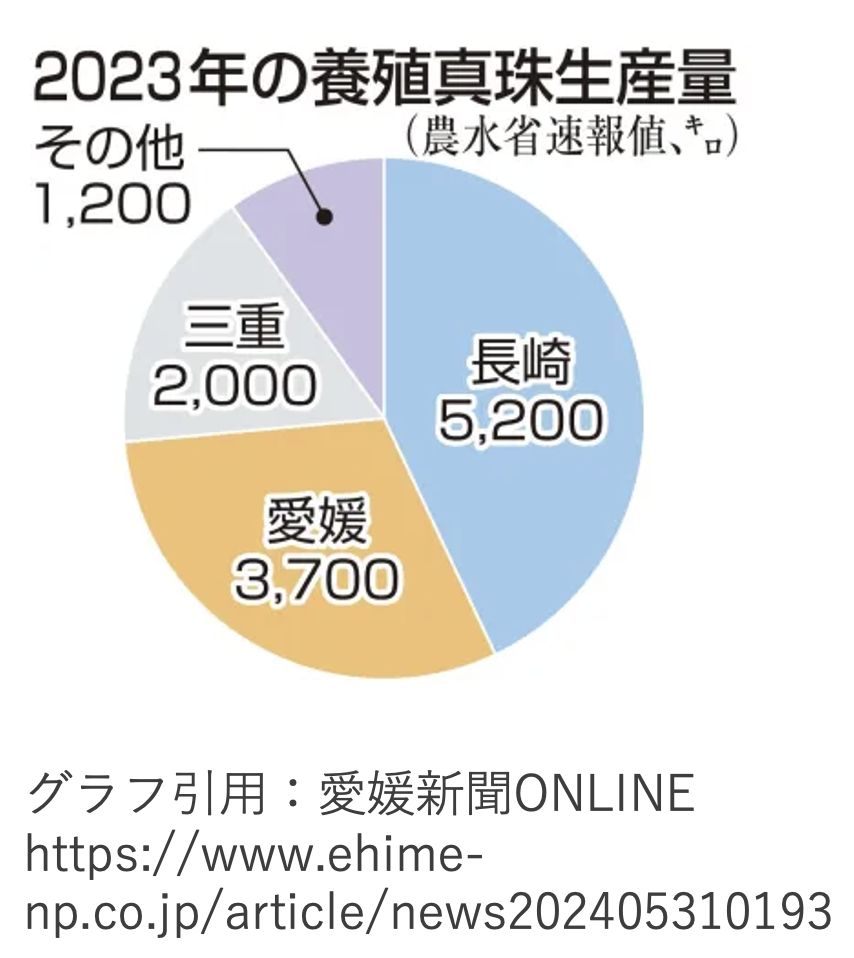 2023年の養殖真珠生産量
(農水省速報値、㌔)
その他
1,200
三重
2,000
長崎
5,200
愛媛
3,700
グラフ引用：愛媛新聞ONLINE
https://www.ehime-
np.co.jp/article/news202405310193